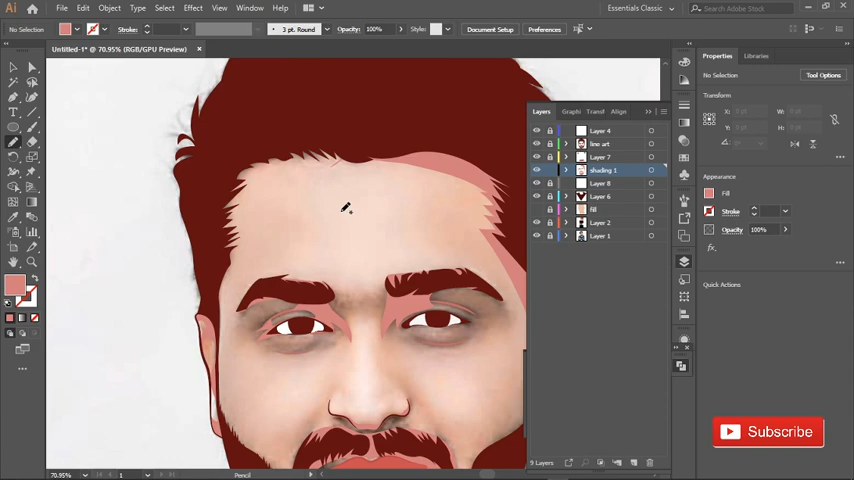 Ai File Edit Object Type Select Effect View Window Help Essentials Classic Search Adobe Stock
No Selection Stroke: 3 pt. Round Opacity: 100% Style: Document Setup Preferences
Untitled-1* @ 70.95% (RGB/GPU Preview) ×
Properties Libraries
No Selection Tool Options
Transform
X: W:
Y: H:
Layers Transf Align
Layer 4
line art
Layer 7
shading 1
Layer 8
Layer 6
fill
Layer 2
Layer 1
Appearance
Fill
Stroke
Opacity 100%
fx.
Quick Actions
Subscribe
9 Layers
70.95% 1 Pencil